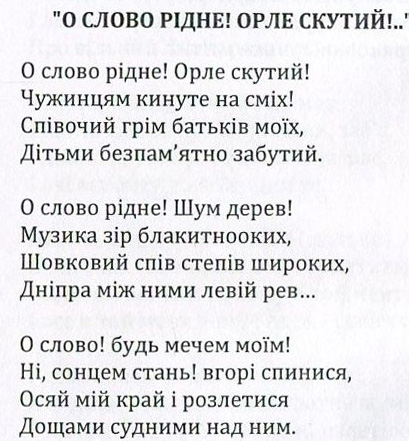 "О СЛОВО РІДНЕ! ОРЛЕ СКУТИЙ!.."
О слово рідне! Орле скутий!
Чужинцям кинуте на сміх!
Співочий грім батьків моїх,
Дітьми безпам’ятно забутий.
О слово рідне! Шум дерев!
Музика зір блакитнооких,
Шовковий спів степів широких,
Дніпра між ними левій рев...
О слово! будь мечем моїм!
Ні, сонцем стань! вгорі спинися,
Осяй мій край і розлетися
Дощами судними над ним.